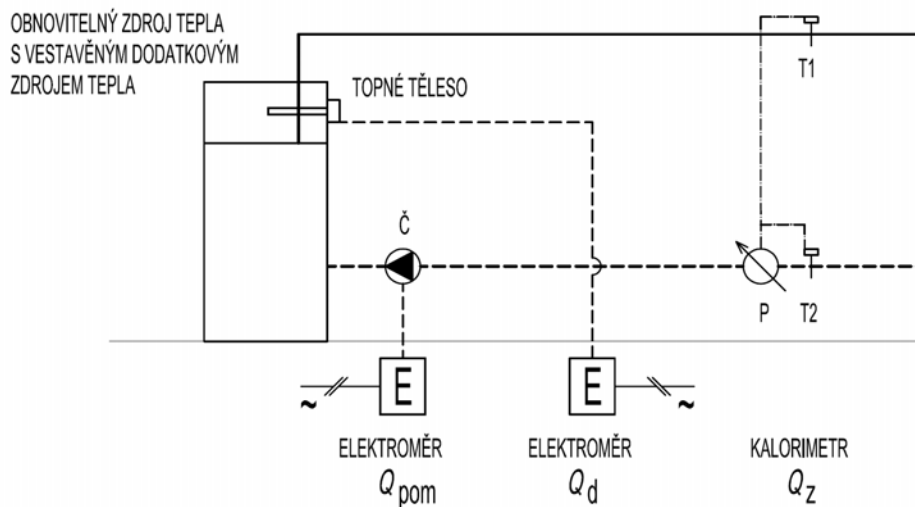 OBNOVITELNÝ ZDROJ TEPLA
S VESTAVĚNÝM DODATKOVÝM
ZDROJEM TEPLA
TOPNÉ TĚLESO
T1
Č
P
T2
E
E
~
~
ELEKTROMĚR
Qpom
ELEKTROMĚR
Qd
KALORIMETR
Qz